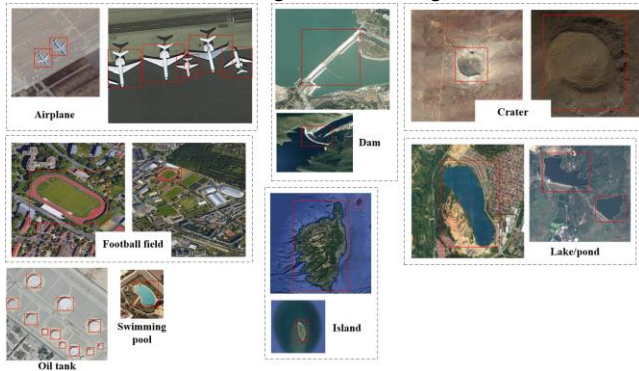 Airplane
Dam
Crater
Football field
Lake/pond
Swimming
pool
Island
Oil tank